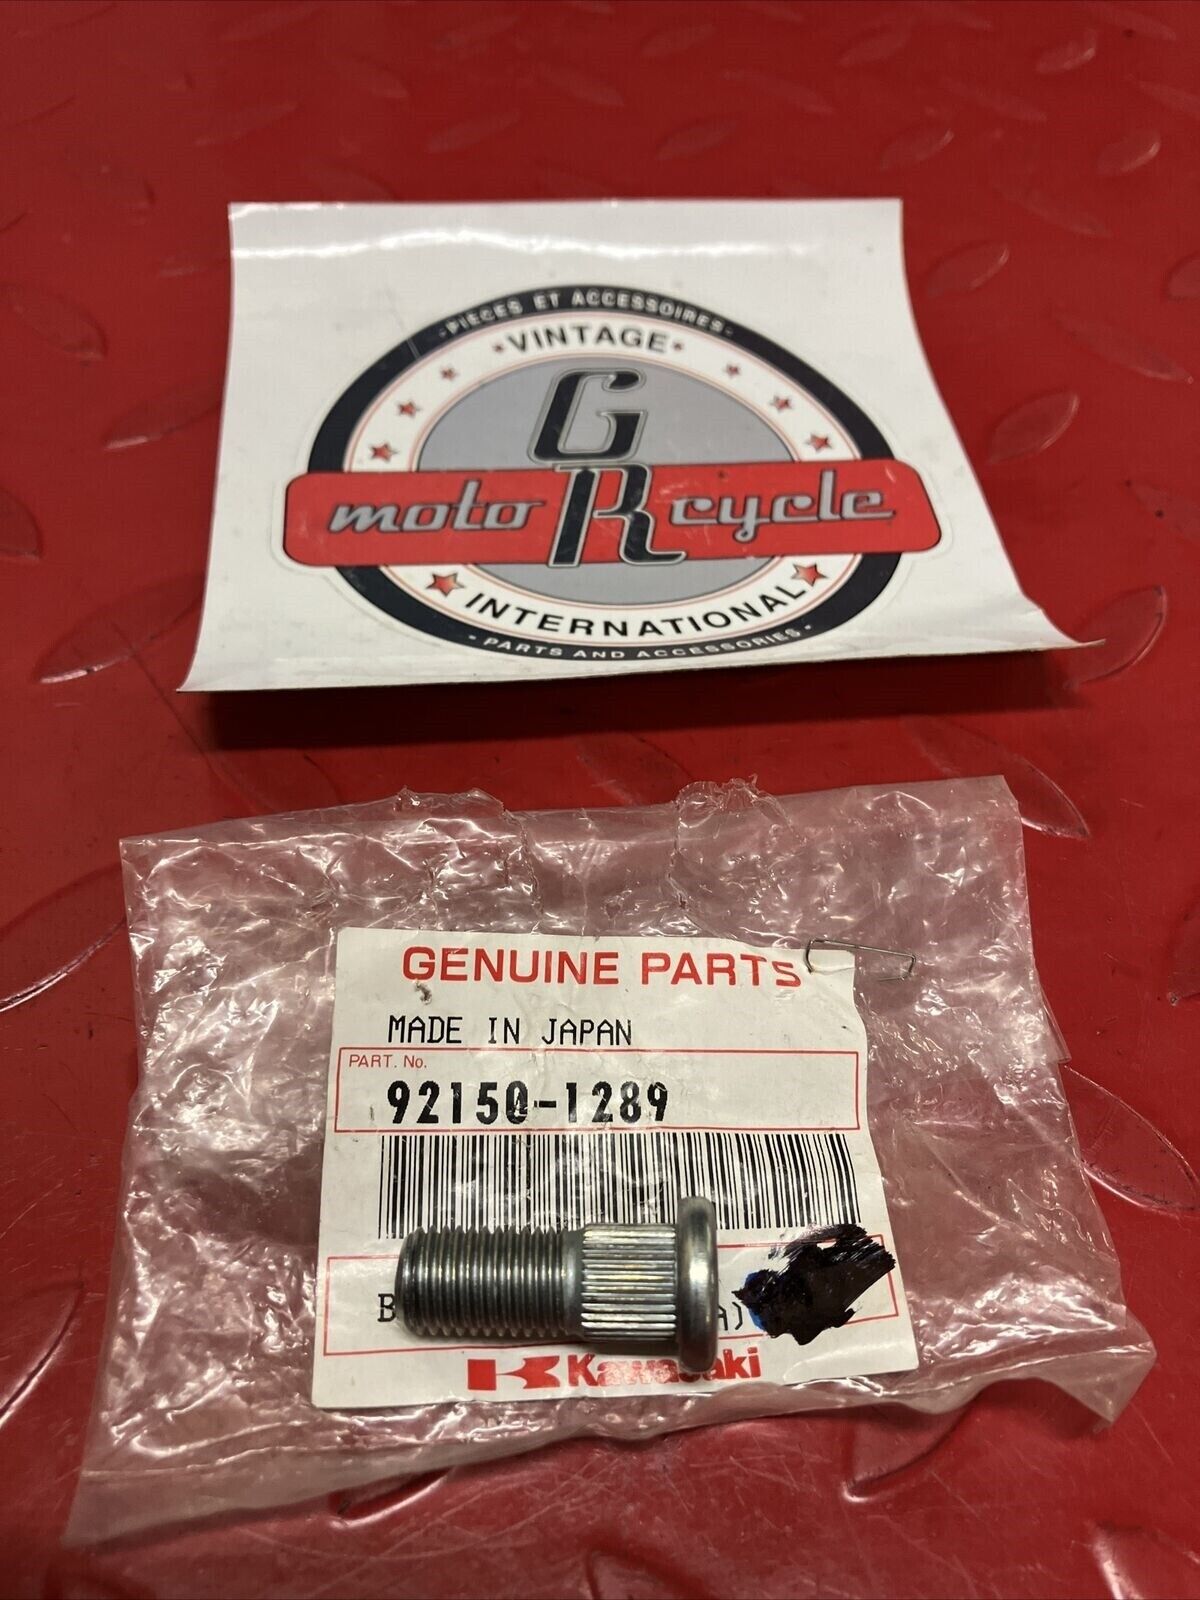 ·PIECES ET ACCESSOIRES·
•VINTAGE•
GR
moto cycle
INTERNATIONAL
·PARTS AND ACCESSORIES·
GENUINE PARTS
MADE IN JAPAN
PART. No.
92150-1289
Kawasaki